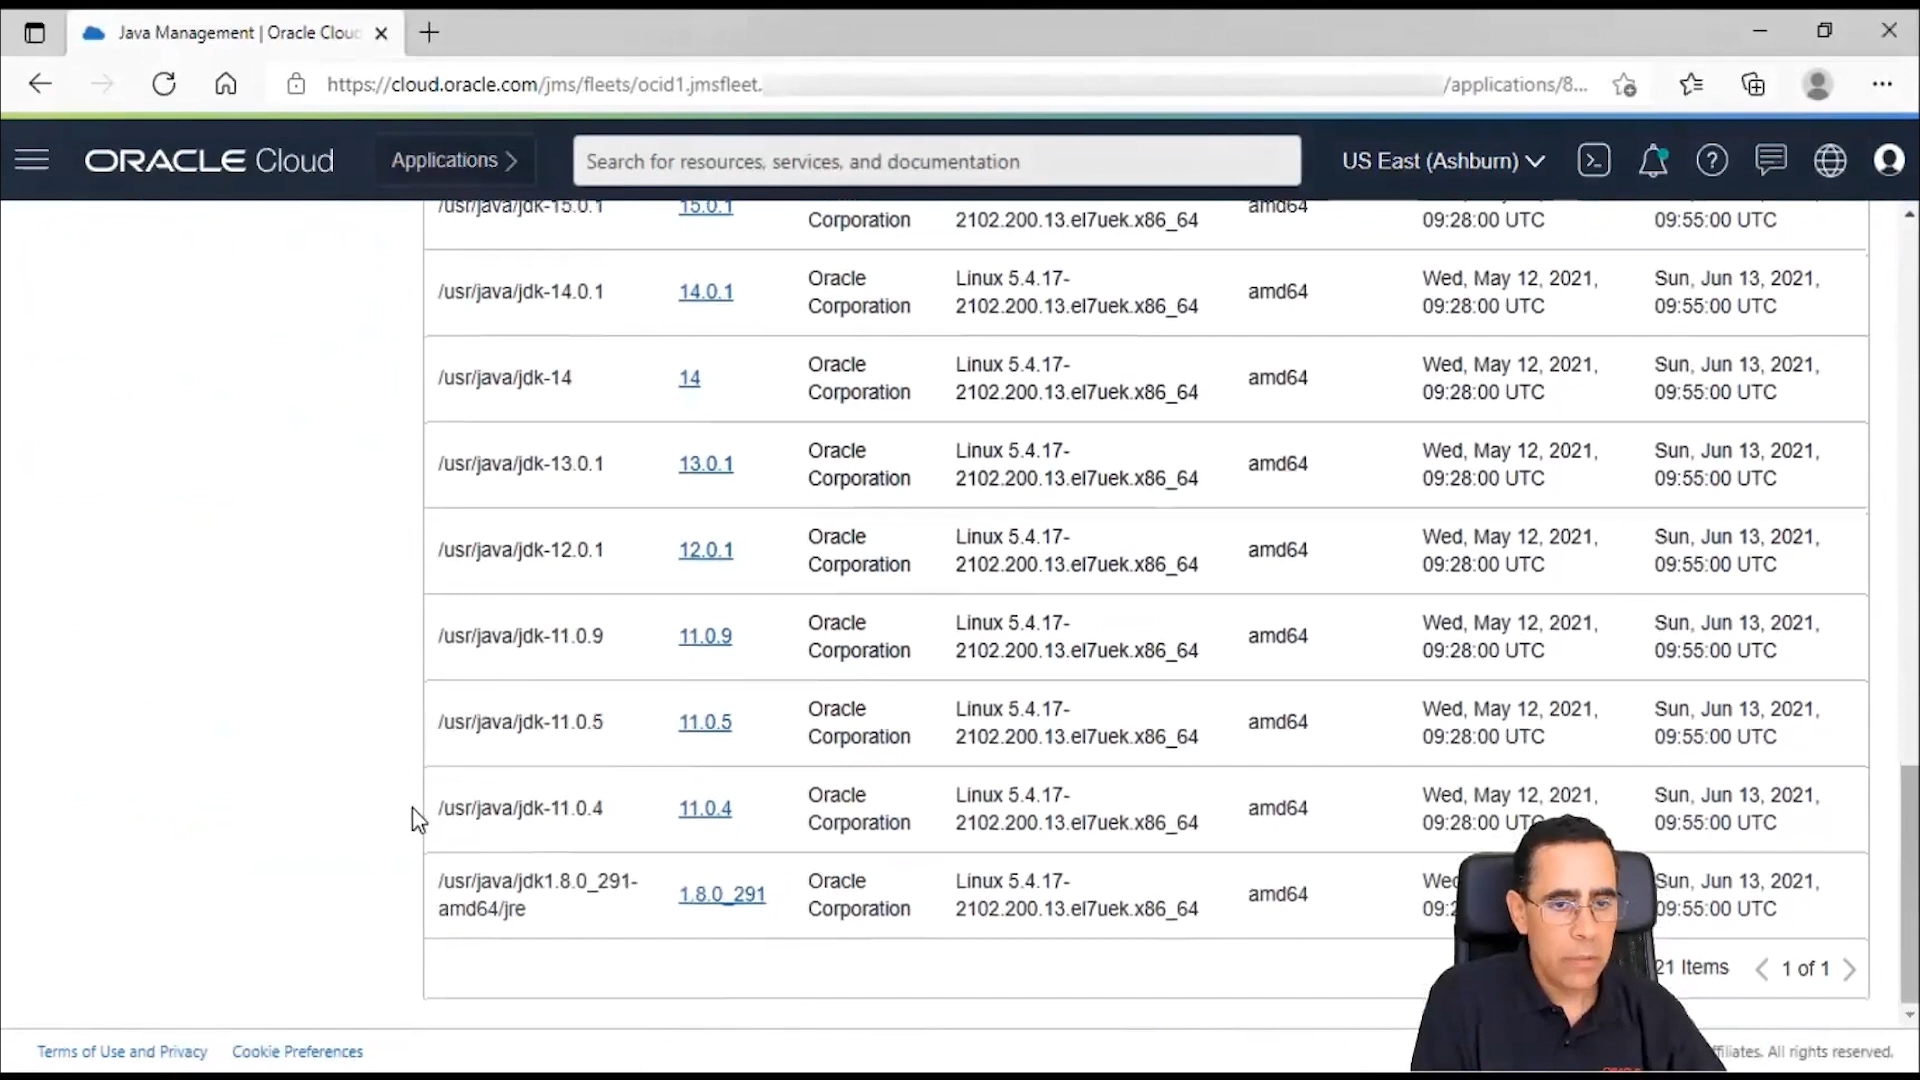 Java Management | Oracle Clou
https://cloud.oracle.com/jms/fleets/ocid1.jmsfleet. /applications/8...
ORACLE Cloud
Applications
Search for resources, services, and documentation
US East (Ashburn)
/usr/java/jdk-15.0.1 15.0.1 Corporation 2102.200.13.el7uek.x86_64 amd64 09:28:00 UTC 09:55:00 UTC
Oracle Linux 5.4.17- Wed, May 12, 2021, Sun, Jun 13, 2021,
/usr/java/jdk-14.0.1 14.0.1 amd64
Corporation 2102.200.13.el7uek.x86_64 09:28:00 UTC 09:55:00 UTC
Oracle Linux 5.4.17- Wed, May 12, 2021, Sun, Jun 13, 2021,
/usr/java/jdk-14 14 amd64
Corporation 2102.200.13.el7uek.x86_64 09:28:00 UTC 09:55:00 UTC
Oracle Linux 5.4.17- Wed, May 12, 2021, Sun, Jun 13, 2021,
/usr/java/jdk-13.0.1 13.0.1 amd64
Corporation 2102.200.13.el7uek.x86_64 09:28:00 UTC 09:55:00 UTC
Oracle Linux 5.4.17- Wed, May 12, 2021, Sun, Jun 13, 2021,
/usr/java/jdk-12.0.1 12.0.1 amd64
Corporation 2102.200.13.el7uek.x86_64 09:28:00 UTC 09:55:00 UTC
Oracle Linux 5.4.17- Wed, May 12, 2021, Sun, Jun 13, 2021,
/usr/java/jdk-11.0.9 11.0.9 amd64
Corporation 2102.200.13.el7uek.x86_64 09:28:00 UTC 09:55:00 UTC
Oracle Linux 5.4.17- Wed, May 12, 2021, Sun, Jun 13, 2021,
/usr/java/jdk-11.0.5 11.0.5 amd64
Corporation 2102.200.13.el7uek.x86_64 09:28:00 UTC 09:55:00 UTC
Oracle Linux 5.4.17- Wed, May 12, 2021, Sun, Jun 13, 2021,
/usr/java/jdk-11.0.4 11.0.4 amd64
Corporation 2102.200.13.el7uek.x86_64 09:28:00 UTC 09:55:00 UTC
/usr/java/jdk1.8.0_291- Oracle Linux 5.4.17- Wed Sun, Jun 13, 2021,
1.8.0_291 amd64
amd64/jre Corporation 2102.200.13.el7uek.x86_64 09:2 09:55:00 UTC
21 Items 1 of 1
Terms of Use and Privacy Cookie Preferences ffiliates. All rights reserved.